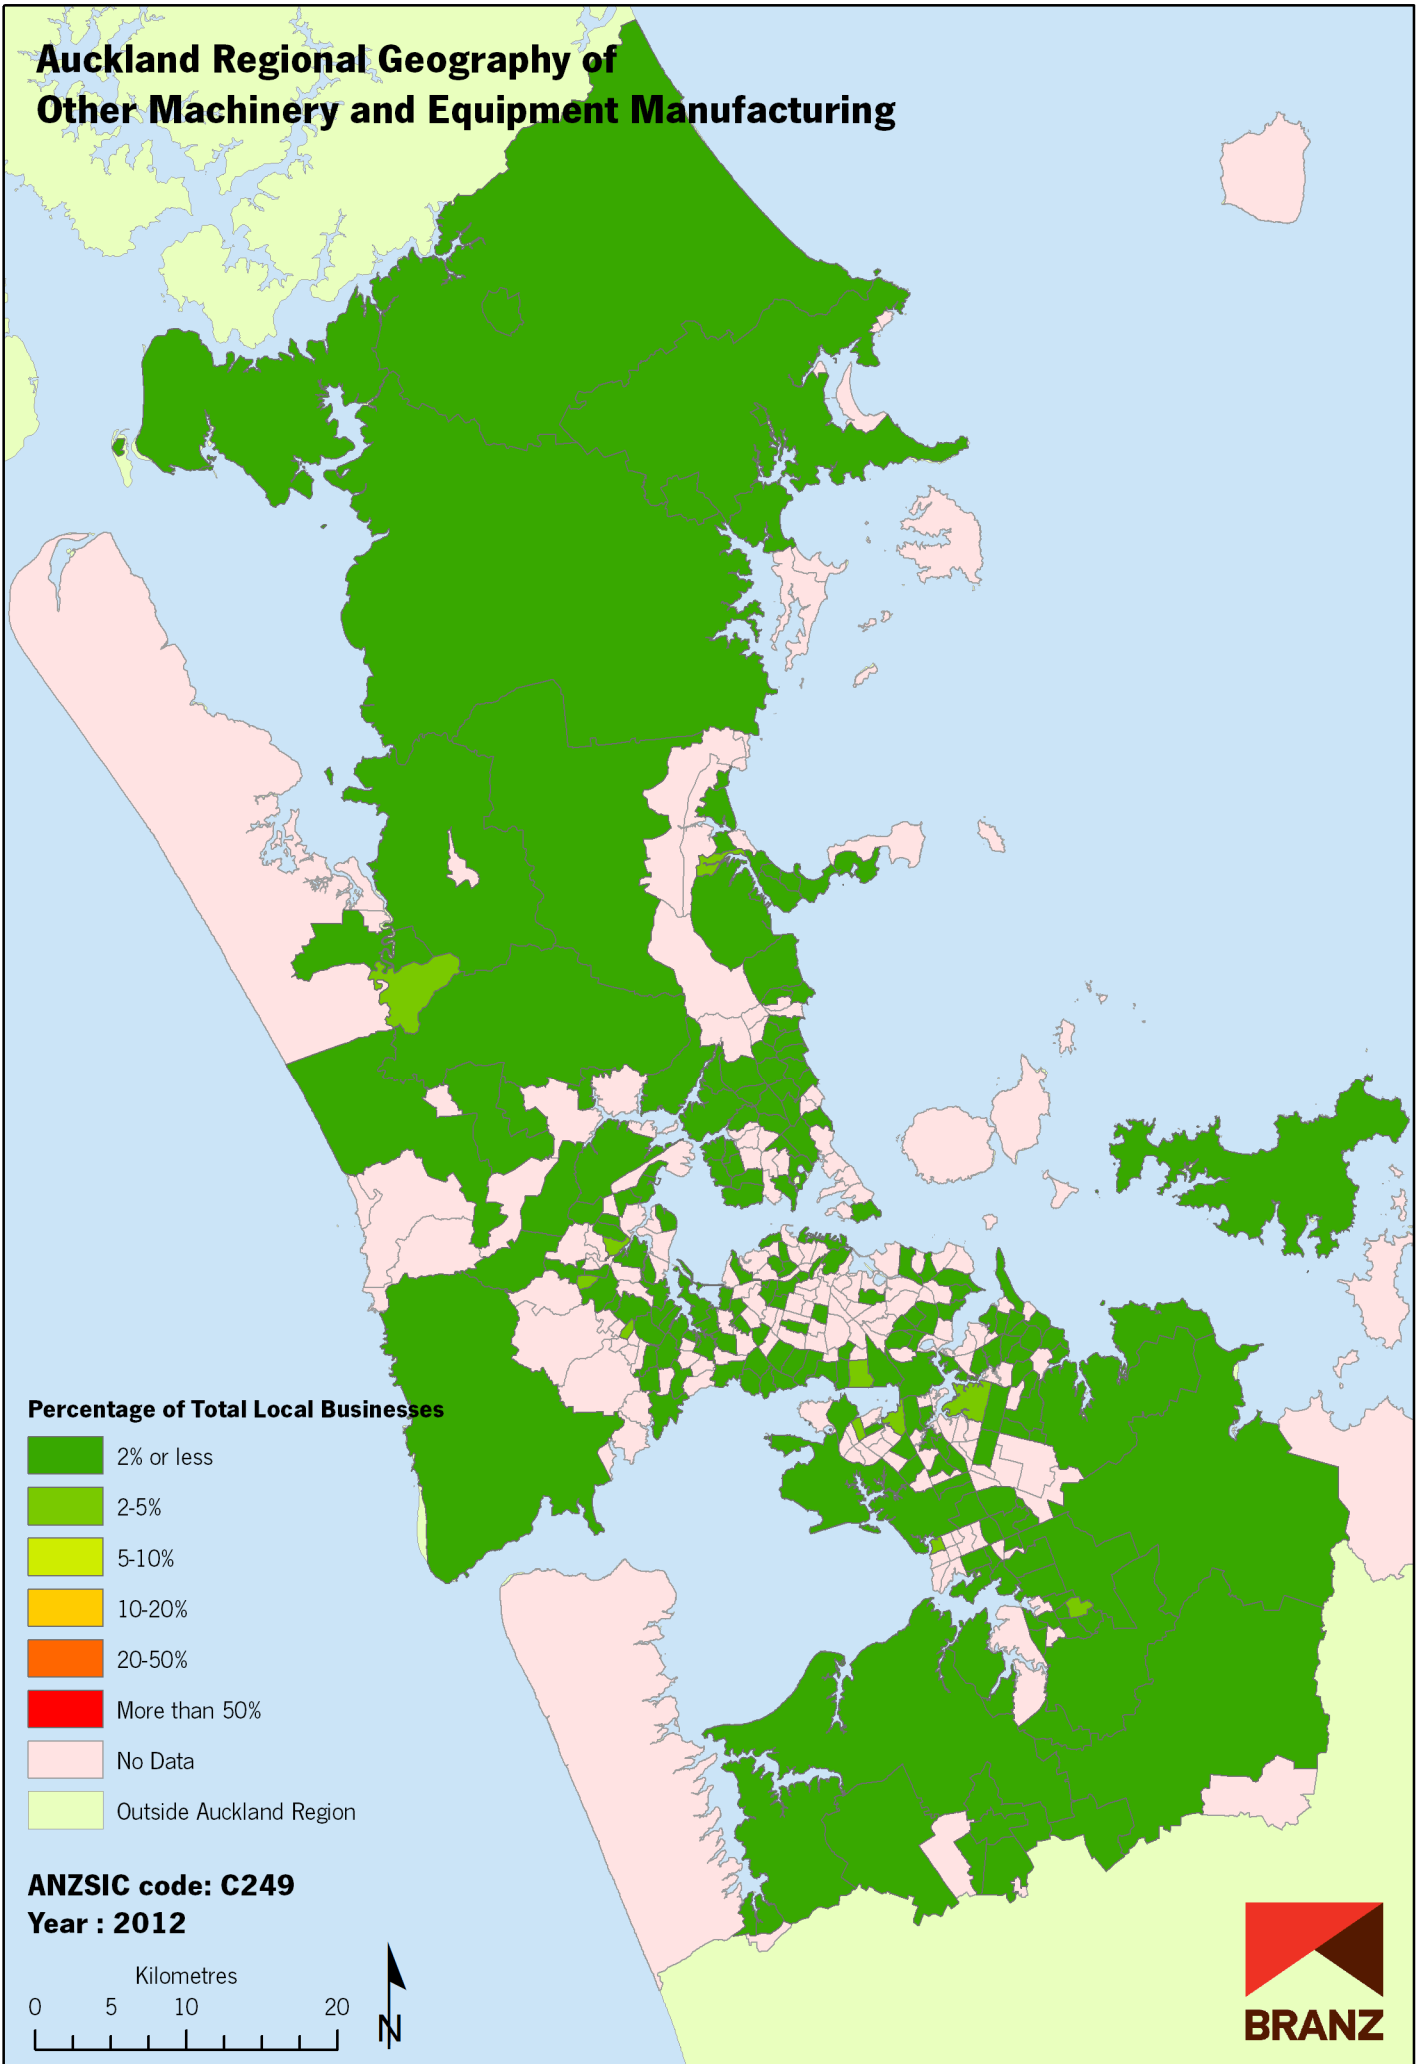 Auckland Regional Geography of
Other Machinery and Equipment Manufacturing
Percentage of Total Local Businesses
2% or less
2-5%
5-10%
10-20%
20-50%
More than 50%
No Data
Outside Auckland Region
ANZSIC code: C249
Year : 2012
Kilometres
0 5 10 20
N
BRANZ